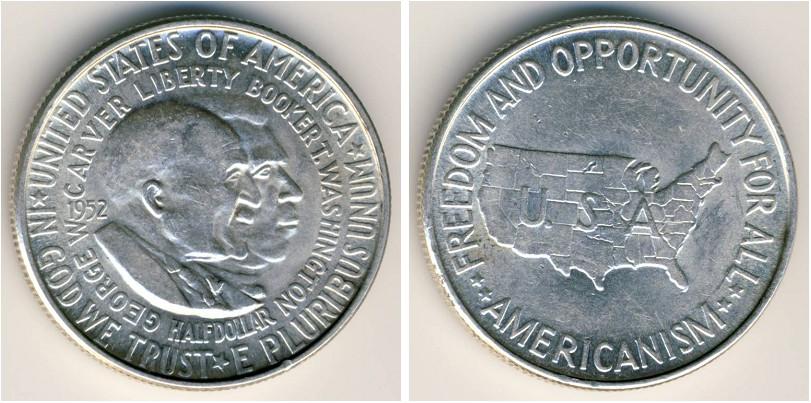 UNITED STATES OF AMERICA
E PLURIBUS UNUM
IN GOD WE TRUST
GEORGE W. CARVER LIBERTY BOOKER T. WASHINGTON
1952
HALF DOLLAR
FREEDOM AND OPPORTUNITY FOR ALL
U.S.A
AMERICANISM